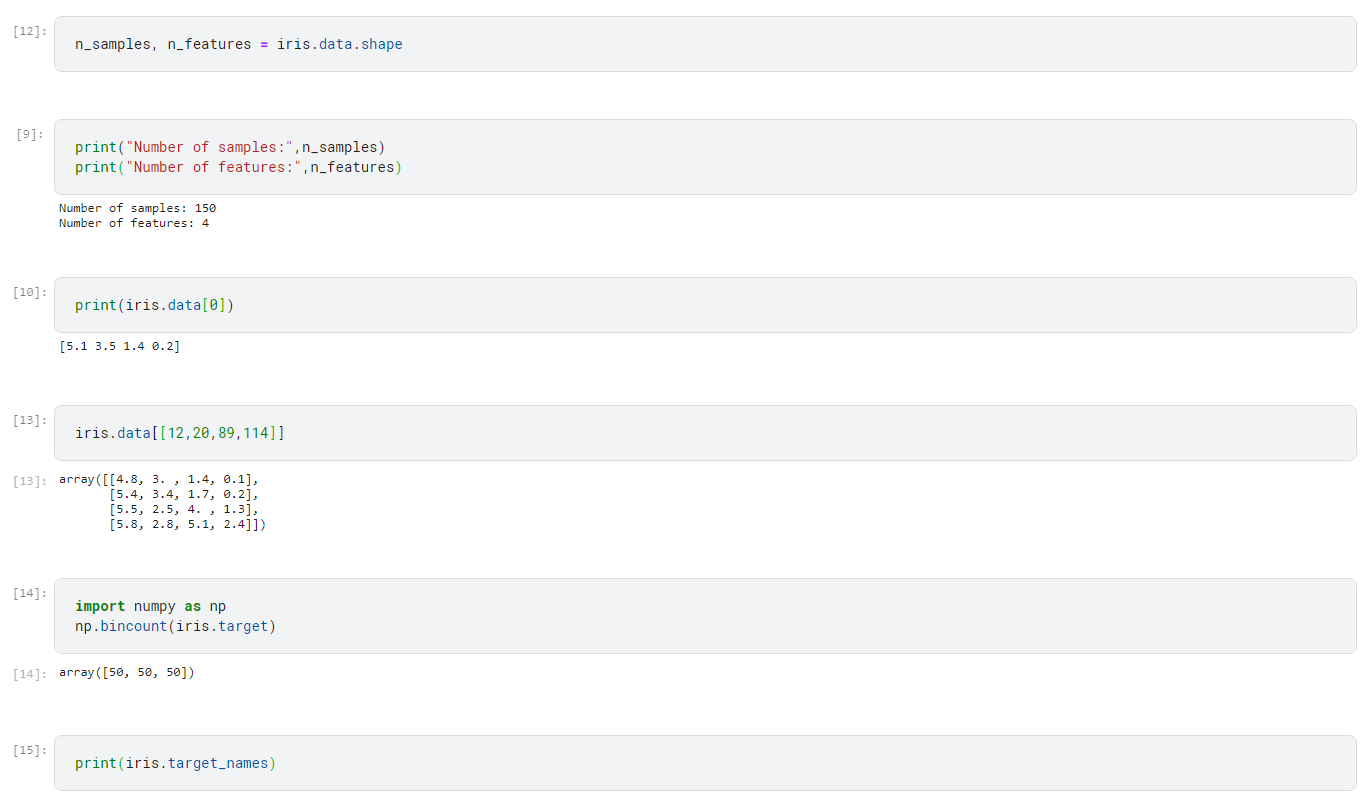 [12]:
n_samples, n_features = iris.data.shape
[9]:
print("Number of samples:",n_samples)
print("Number of features:",n_features)
Number of samples: 150
Number of features: 4
[10]:
print(iris.data[0])
[5.1 3.5 1.4 0.2]
[13]:
iris.data[[12,20,89,114]]
[13]:
array([[4.8, 3. , 1.4, 0.1],
       [5.4, 3.4, 1.7, 0.2],
       [5.5, 2.5, 4. , 1.3],
       [5.8, 2.8, 5.1, 2.4]])
[14]:
import numpy as np
np.bincount(iris.target)
[14]:
array([50, 50, 50])
[15]:
print(iris.target_names)